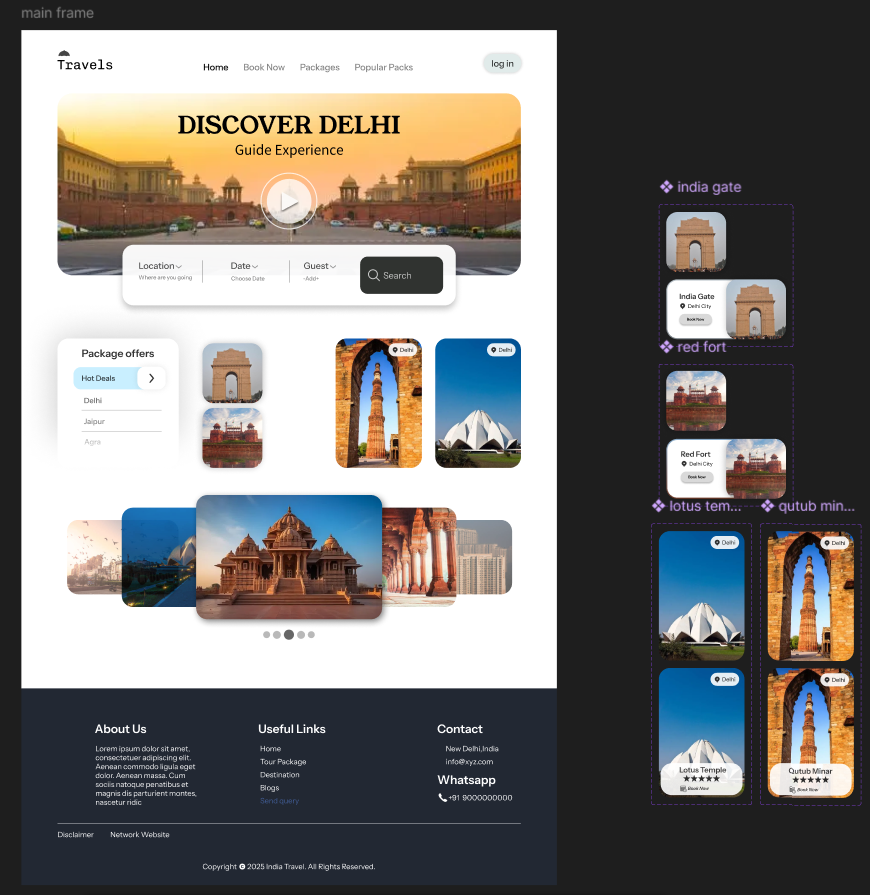 main frame
Travels
Home Book Now Packages Popular Packs
log in
DISCOVER DELHI
Guide Experience
Location Date Guest Search
Where are you going Choose Date -Add+
Package offers
Hot Deals
Delhi
Jaipur
Agra
Delhi
Delhi
About Us
Lorem ipsum dolor sit amet,
consectetuer adipiscing elit.
Aenean commodo ligula eget
dolor. Aenean massa. Cum
sociis natoque penatibus et
magnis dis parturient montes,
nascetur ridic
Useful Links
Home
Tour Package
Destination
Blogs
Send query
Contact
New Delhi,India
info@xyz.com
Whatsapp
+91 9000000000
Disclaimer Network Website
Copyright © 2025 India Travel. All Rights Reserved.
india gate
India Gate
Delhi City
Book Now
red fort
Red Fort
Delhi City
Book Now
lotus tem...
Delhi
Delhi
Lotus Temple
★★★★★
Book Now
qutub min...
Delhi
Delhi
Qutub Minar
★★★★★
Book Now